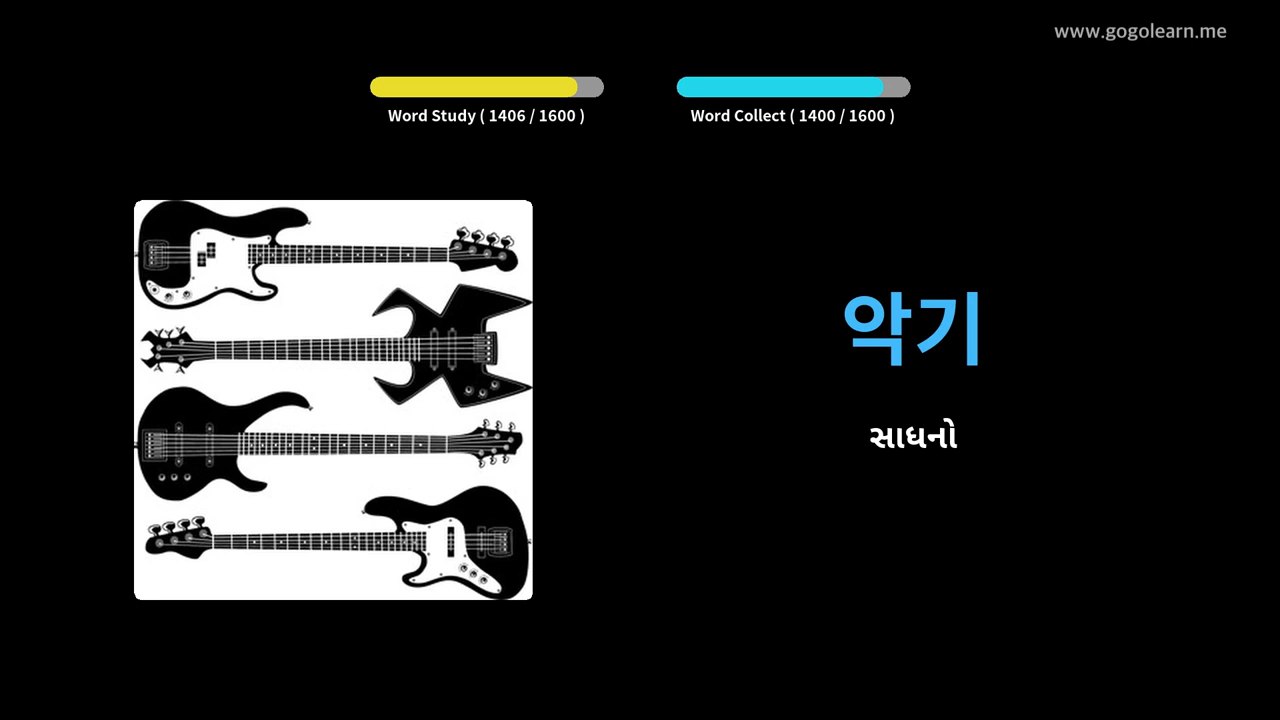 www.gogolearn.me
Word Study ( 1406 / 1600 )
Word Collect ( 1400 / 1600 )
악기
સાધનો